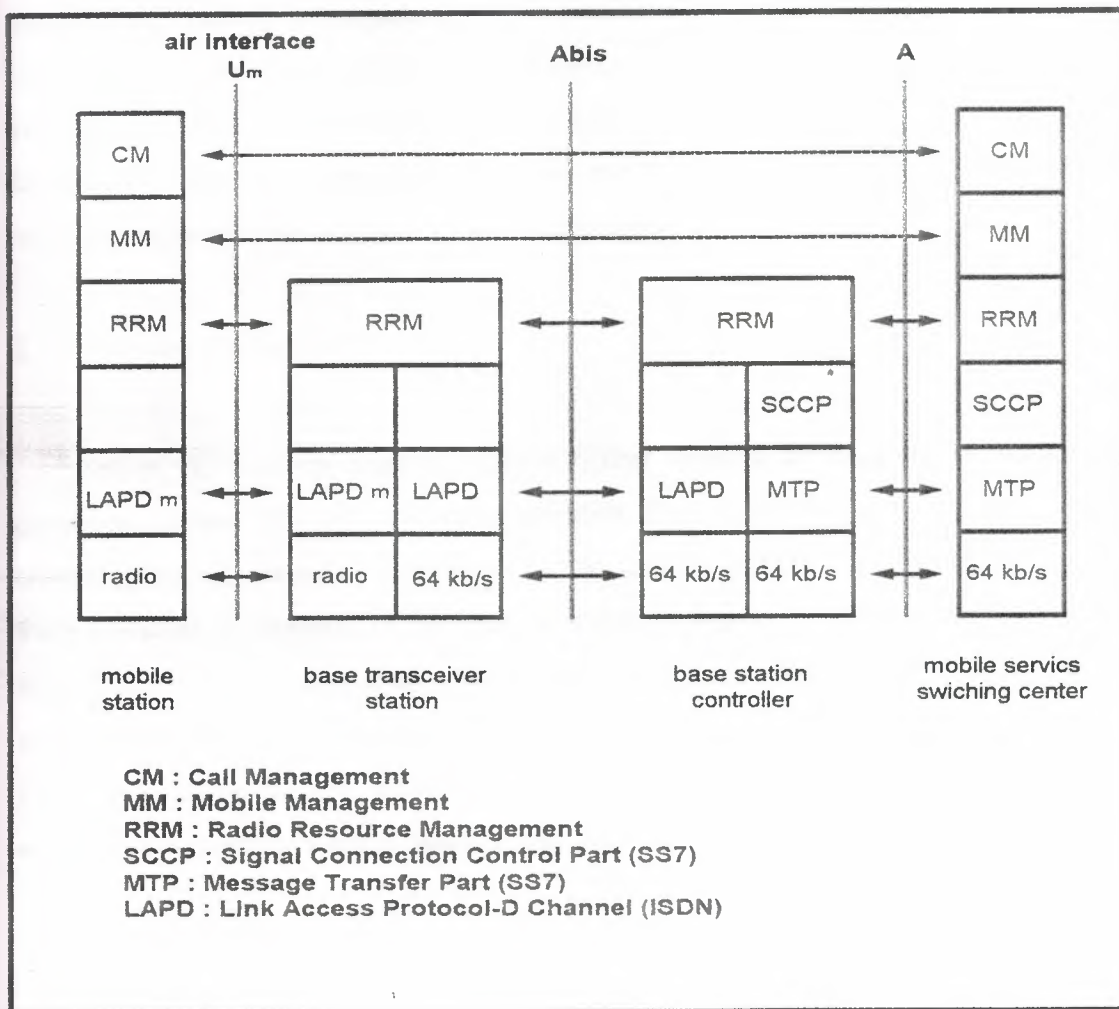 air interface
Um
Abis
A
CM
CM
MM
MM
RRM
RRM
RRM
RRM
SCCP
SCCP
LAPD m
LAPD m
LAPD
LAPD
MTP
MTP
radio
radio
64 kb/s
64 kb/s
64 kb/s
64 kb/s
mobile
station
base transceiver
station
base station
controller
mobile servics
swiching center
CM : Call Management
MM : Mobile Management
RRM : Radio Resource Management
SCCP : Signal Connection Control Part (SS7)
MTP : Message Transfer Part (SS7)
LAPD : Link Access Protocol-D Channel (ISDN)